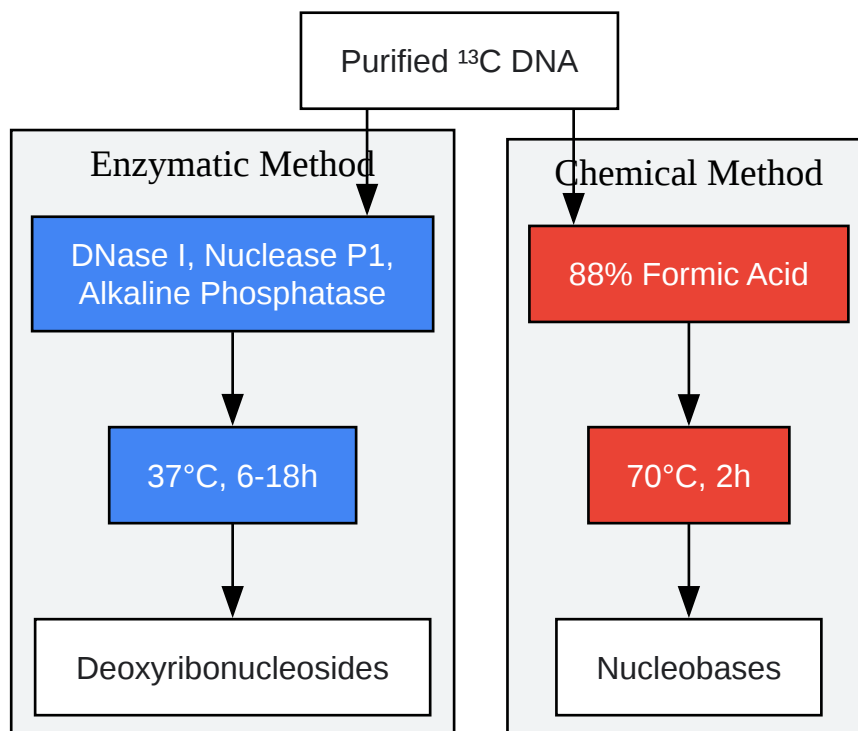 Purified ¹³C DNA
Enzymatic Method
DNase I, Nuclease P1,
Alkaline Phosphatase
37°C, 6-18h
Deoxyribonucleosides
Chemical Method
88% Formic Acid
70°C, 2h
Nucleobases